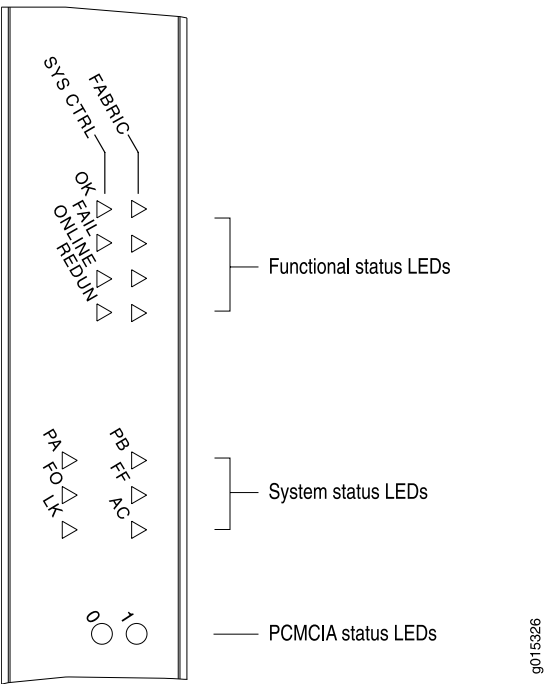 SYS CTRL
FABRIC
OK
FAIL
ONLINE
REDUN
Functional status LEDs
PA
PB
FO
FF
LK
AC
System status LEDs
0
1
PCMCIA status LEDs
g015326